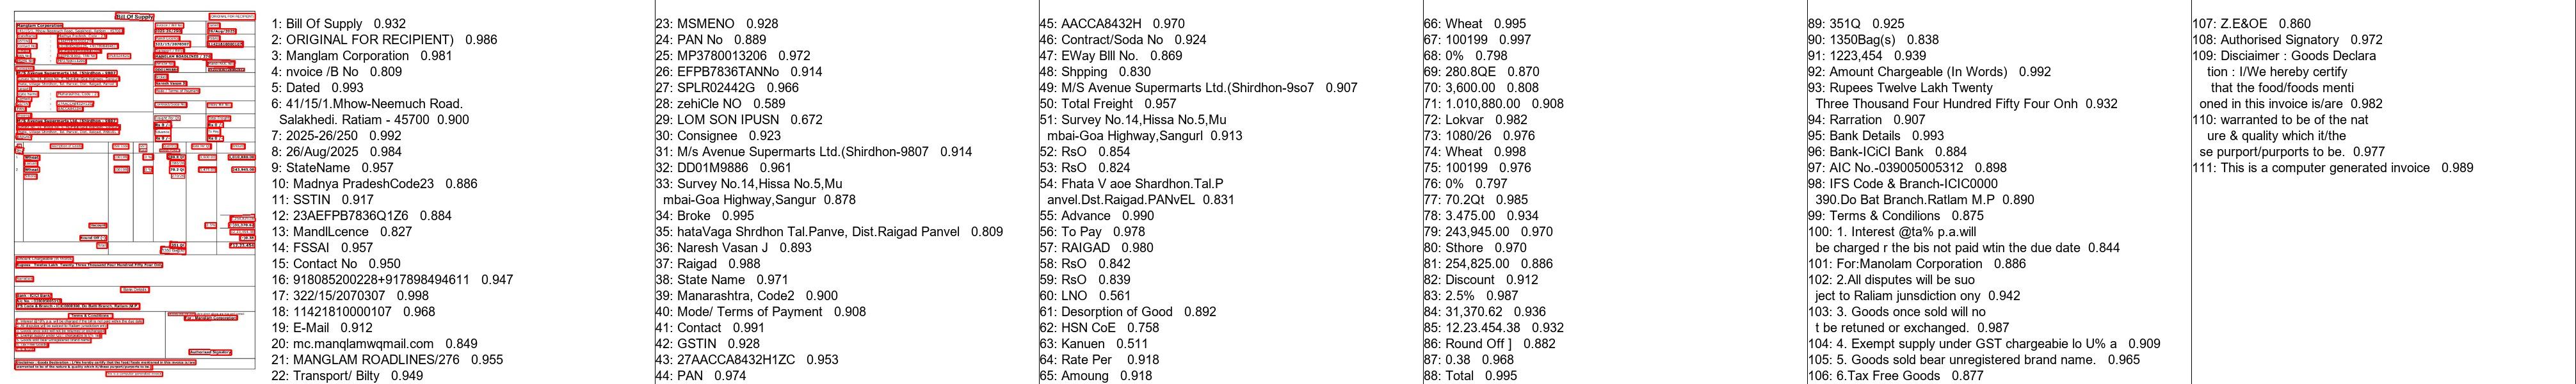 Bill Of Supply
1: Bill Of Supply 0.932
2: ORIGINAL FOR RECIPIENT) 0.986
3: Manglam Corporation 0.981
4: nvoice /B No 0.809
5: Dated 0.993
6: 41/15/1.Mhow-Neemuch Road.
Salakhedi. Ratiam - 45700 0.900
7: 2025-26/250 0.992
8: 26/Aug/2025 0.984
9: StateName 0.957
10: Madnya PradeshCode23 0.886
11: SSTIN 0.917
12: 23AEFPB7836Q1Z6 0.884
13: MandlLcence 0.827
14: FSSAI 0.957
15: Contact No 0.950
16: 918085200228+917898494611 0.947
17: 322/15/2070307 0.998
18: 11421810000107 0.968
19: E-Mail 0.912
20: mc.manqlamwqmail.com 0.849
21: MANGLAM ROADLINES/276 0.955
22: Transport/ Bilty 0.949
23: MSMENO 0.928
24: PAN No 0.889
25: MP3780013206 0.972
26: EFPB7836TANNo 0.914
27: SPLR02442G 0.966
28: zehiCle NO 0.589
29: LOM SON IPUSN 0.672
30: Consignee 0.923
31: M/s Avenue Supermarts Ltd.(Shirdhon-9807 0.914
32: DD01M9886 0.961
33: Survey No.14,Hissa No.5,Mu
mbai-Goa Highway,Sangur 0.878
34: Broke 0.995
35: hataVaga Shrdhon Tal.Panve, Dist.Raigad Panvel 0.809
36: Naresh Vasan J 0.893
37: Raigad 0.988
38: State Name 0.971
39: Manarashtra, Code2 0.900
40: Mode/ Terms of Payment 0.908
41: Contact 0.991
42: GSTIN 0.928
43: 27AACCA8432H1ZC 0.953
44: PAN 0.974
45: AACCA8432H 0.970
46: Contract/Soda No 0.924
47: EWay Blll No. 0.869
48: Shpping 0.830
49: M/S Avenue Supermarts Ltd.(Shirdhon-9so7 0.907
50: Total Freight 0.957
51: Survey No.14,Hissa No.5,Mu
mbai-Goa Highway,Sangurl 0.913
52: RsO 0.854
53: RsO 0.824
54: Fhata V aoe Shardhon.Tal.P
anvel.Dst.Raigad.PANvEL 0.831
55: Advance 0.990
56: To Pay 0.978
57: RAIGAD 0.980
58: RsO 0.842
59: RsO 0.839
60: LNO 0.561
61: Desorption of Good 0.892
62: HSN CoE 0.758
63: Kanuen 0.511
64: Rate Per 0.918
65: Amoung 0.918
66: Wheat 0.995
67: 100199 0.997
68: 0% 0.798
69: 280.8QE 0.870
70: 3,600.00 0.808
71: 1.010,880.00 0.908
72: Lokvar 0.982
73: 1080/26 0.976
74: Wheat 0.998
75: 100199 0.976
76: 0% 0.797
77: 70.2Qt 0.985
78: 3.475.00 0.934
79: 243,945.00 0.970
80: Sthore 0.970
81: 254,825.00 0.886
82: Discount 0.912
83: 2.5% 0.987
84: 31,370.62 0.936
85: 12.23.454.38 0.932
86: Round Off ] 0.882
87: 0.38 0.968
88: Total 0.995
89: 351Q 0.925
90: 1350Bag(s) 0.838
91: 1223,454 0.939
92: Amount Chargeable (In Words) 0.992
93: Rupees Twelve Lakh Twenty
Three Thousand Four Hundred Fifty Four Onh 0.932
94: Rarration 0.907
95: Bank Details 0.993
96: Bank-ICiCI Bank 0.884
97: AIC No.-039005005312 0.898
98: IFS Code & Branch-ICIC0000
390.Do Bat Branch.Ratlam M.P 0.890
99: Terms & Condilions 0.875
100: 1. Interest @ta% p.a.will
be charged r the bis not paid wtin the due date 0.844
101: For:Manolam Corporation 0.886
102: 2.All disputes will be suo
ject to Raliam junsdiction ony 0.942
103: 3. Goods once sold will no
t be retuned or exchanged. 0.987
104: 4. Exempt supply under GST chargeabie lo U% a 0.909
105: 5. Goods sold bear unregistered brand name. 0.965
106: 6.Tax Free Goods 0.877
107: Z.E&OE 0.860
108: Authorised Signatory 0.972
109: Disciaimer : Goods Declara
tion : I/We hereby certify
that the food/foods menti
oned in this invoice is/are 0.982
110: warranted to be of the nat
ure & quality which it/the
se purport/purports to be. 0.977
111: This is a computer generated invoice 0.989